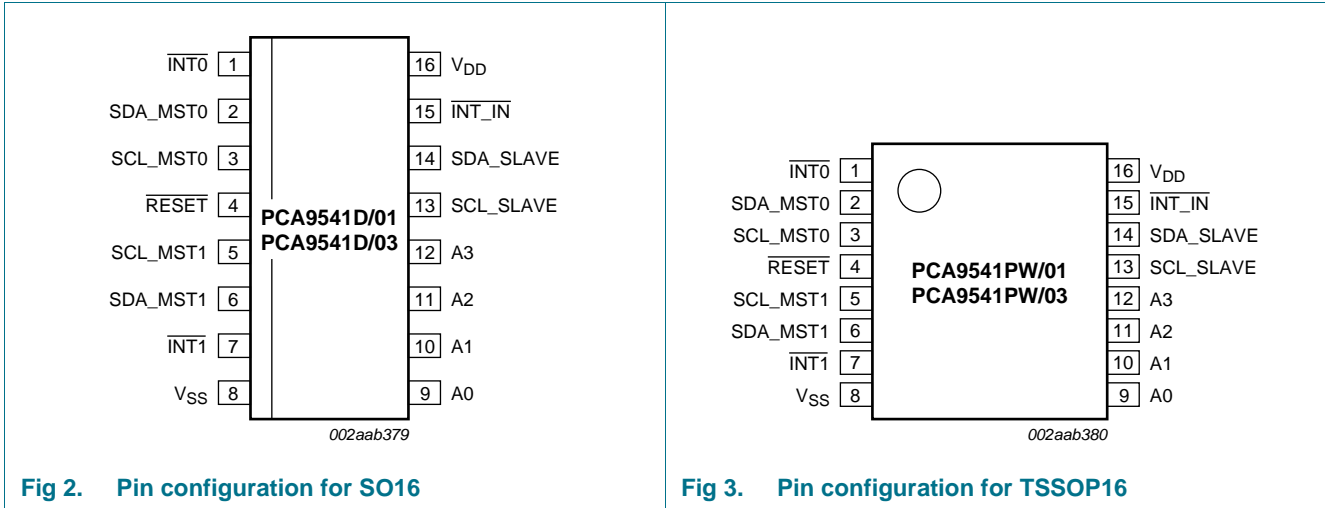 INT0 1 16 VDD
SDA_MST0 2 15 INT_IN
SCL_MST0 3 14 SDA_SLAVE
RESET 4 13 SCL_SLAVE
PCA9541D/01
PCA9541D/03
SCL_MST1 5 12 A3
SDA_MST1 6 11 A2
INT1 7 10 A1
VSS 8 9 A0
002aab379
Fig 2. Pin configuration for SO16
INT0 1 16 VDD
SDA_MST0 2 15 INT_IN
SCL_MST0 3 14 SDA_SLAVE
RESET 4 13 SCL_SLAVE
PCA9541PW/01
PCA9541PW/03
SCL_MST1 5 12 A3
SDA_MST1 6 11 A2
INT1 7 10 A1
VSS 8 9 A0
002aab380
Fig 3. Pin configuration for TSSOP16